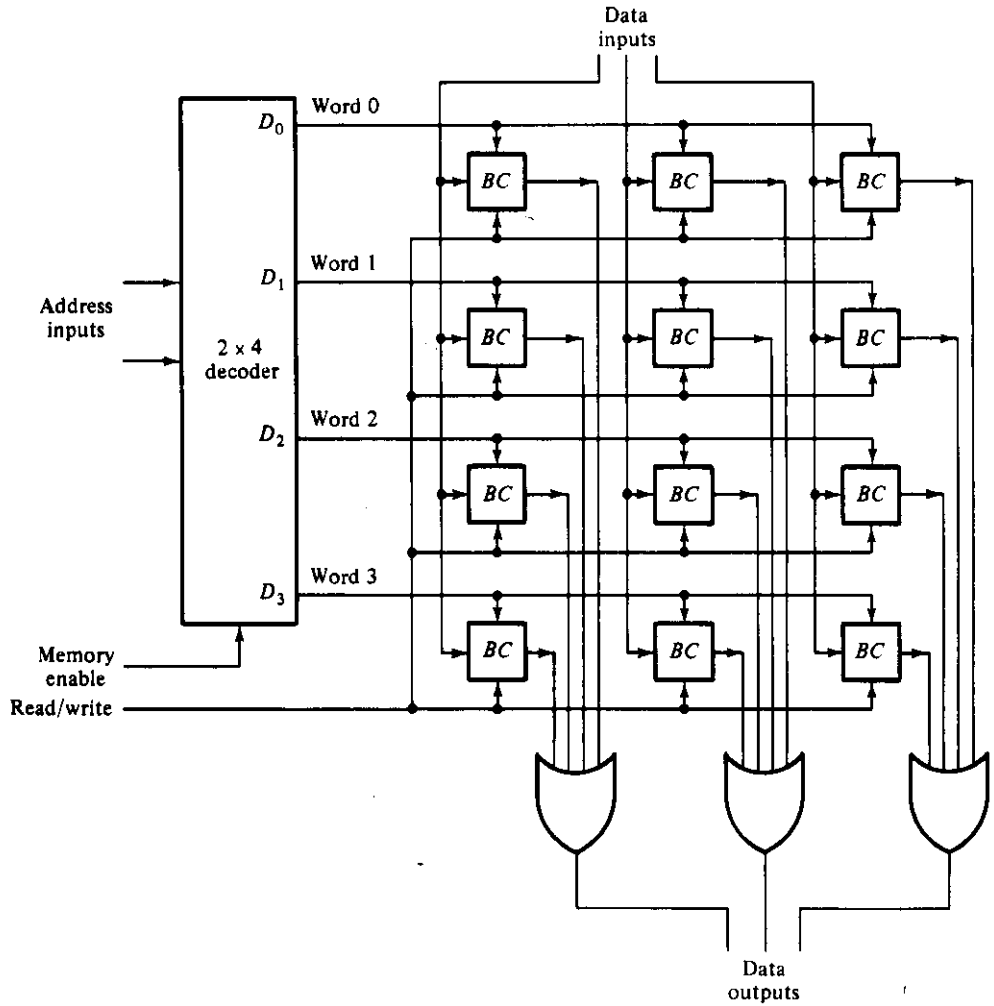 Data
inputs
Word 0
D₀
BC BC BC
Word 1
D₁
Address
inputs
BC BC BC
2 × 4
decoder
Word 2
D₂
BC BC BC
Word 3
D₃
BC BC BC
Memory
enable
Read/write
Data
outputs